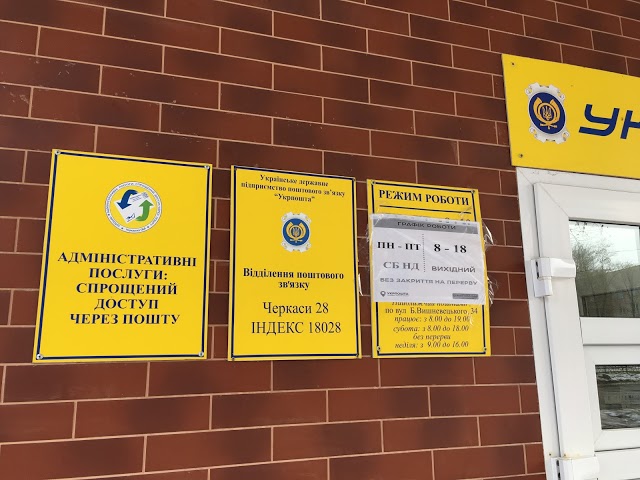 УК
АДМІНІСТРАТИВНІ
ПОСЛУГИ:
СПРОЩЕНИЙ
ДОСТУП
ЧЕРЕЗ ПОШТУ
Українське державне
підприємство поштового зв'язку
"Укрпошта"
Відділення поштового
зв'язку
Черкаси 28
ІНДЕКС 18028
РЕЖИМ РОБОТИ
ГРАФІК РОБОТИ
ПН - ПТ 8 - 18
СБ НД ВИХІДНИЙ
БЕЗ ЗАКРИТТЯ НА ПЕРЕРВУ
по вул Б.Вишневецького 34
працює: з 8.00 до 19.00
субота: з 8.00 до 18.00
без перерви
неділя: з 9.00 до 16.00